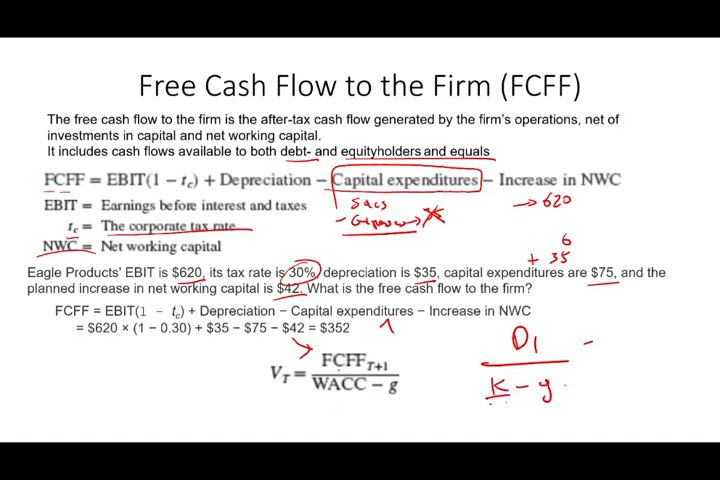 Free Cash Flow to the Firm (FCFF)
The free cash flow to the firm is the after-tax cash flow generated by the firm's operations, net of
investments in capital and net working capital.
It includes cash flows available to both debt- and equityholders and equals
FCFF = EBIT(1 − t_c) + Depreciation − Capital expenditures − Increase in NWC
EBIT = Earnings before interest and taxes
→ 620
t_c = The corporate tax rate
NWC = Net working capital
6
+ 35
Eagle Products' EBIT is $620, its tax rate is 30%, depreciation is $35, capital expenditures are $75, and the
planned increase in net working capital is $42. What is the free cash flow to the firm?
FCFF = EBIT(1 − t_c) + Depreciation − Capital expenditures − Increase in NWC
= $620 × (1 − 0.30) + $35 − $75 − $42 = $352
V_T = FCFF_{T+1}
WACC − g
D1
K − g